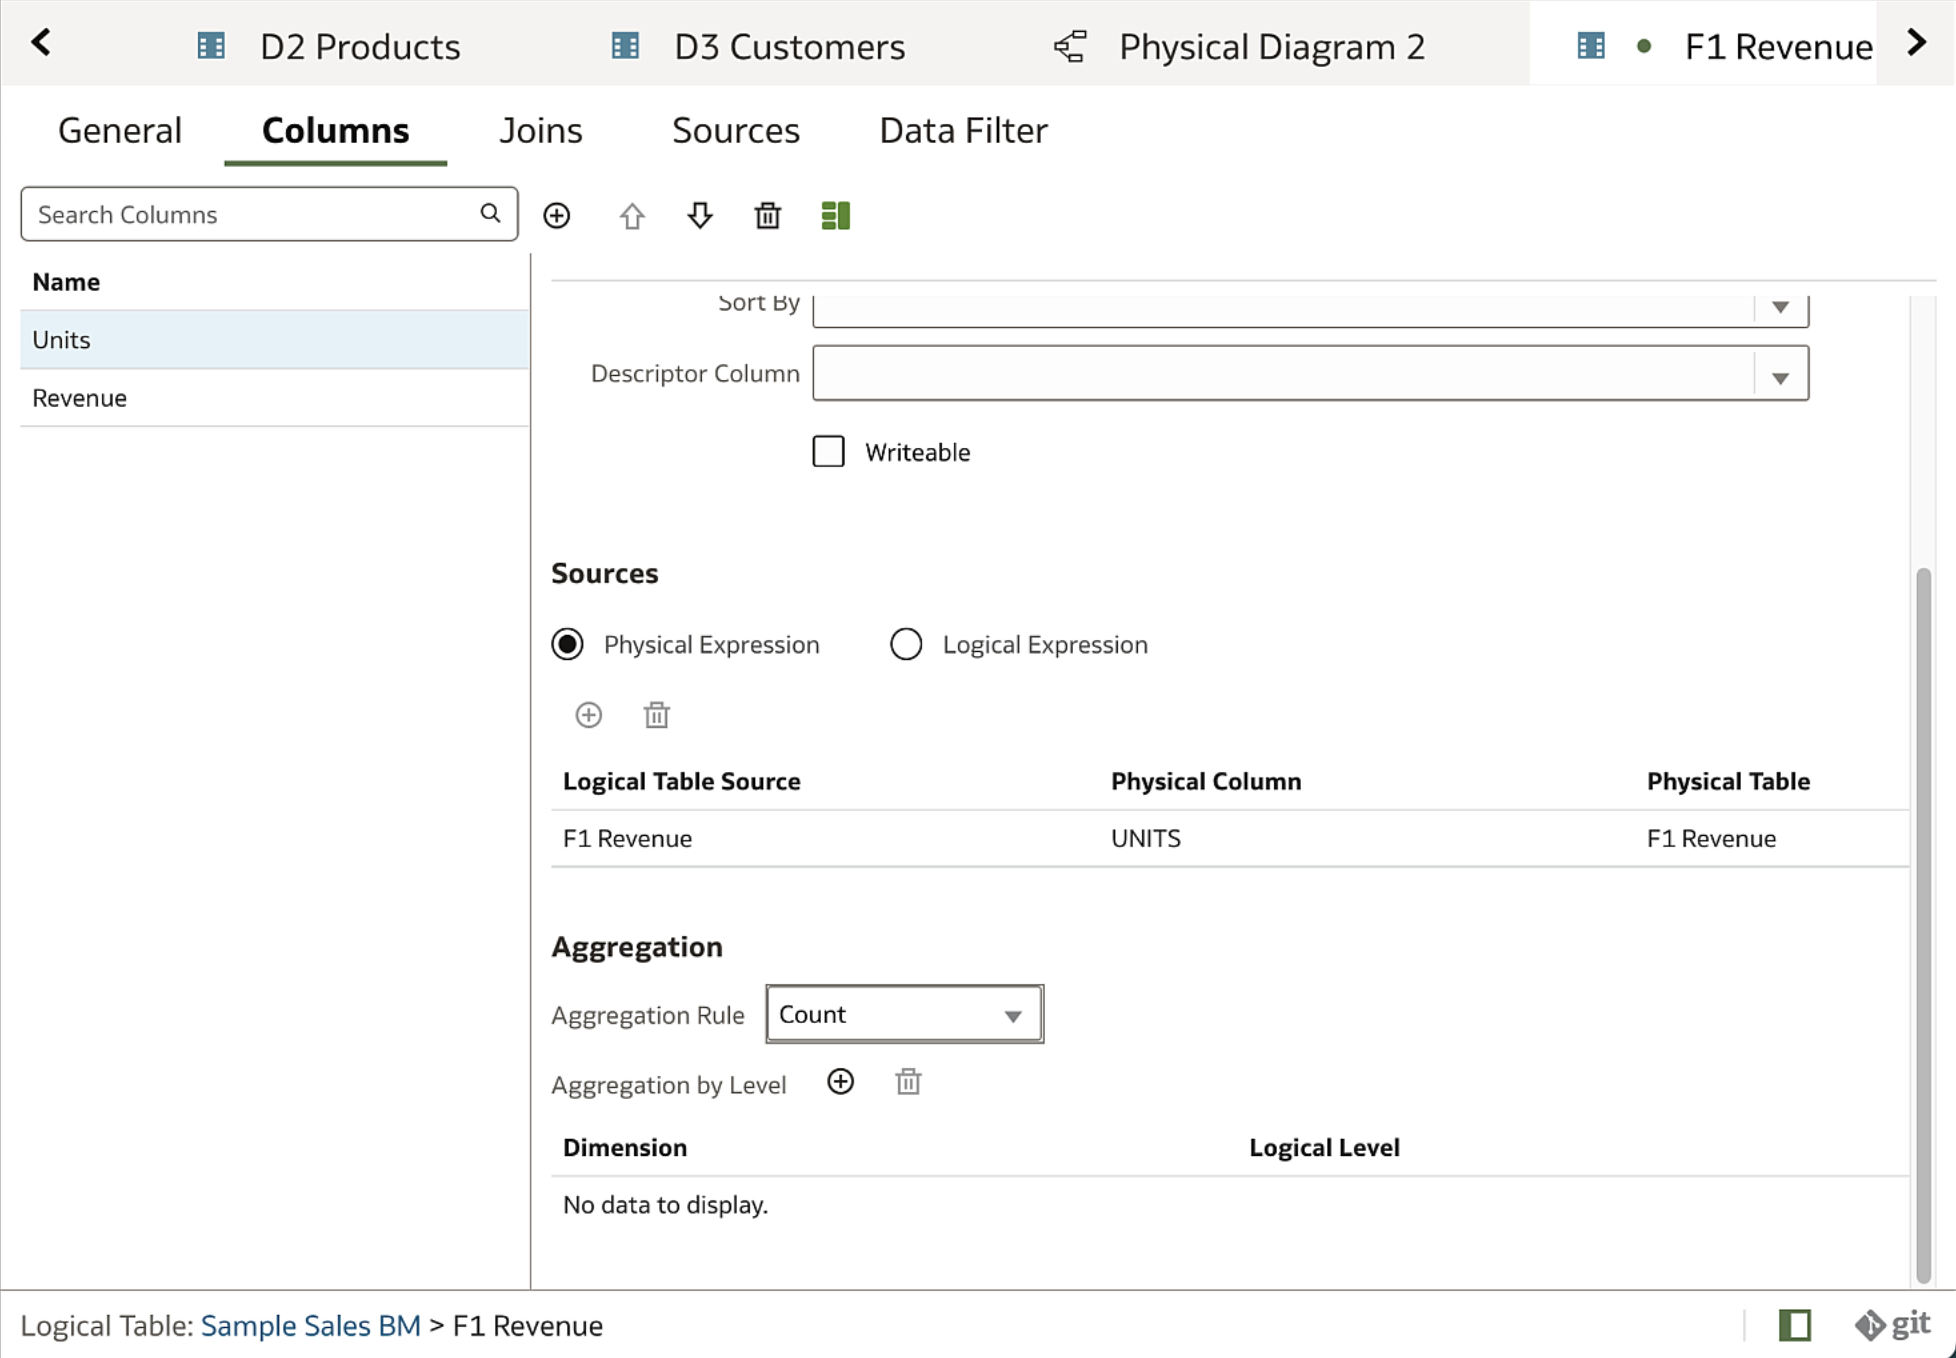 D2 Products D3 Customers Physical Diagram 2 F1 Revenue
General Columns Joins Sources Data Filter
Search Columns
Name
Units
Revenue
Sort By
Descriptor Column
Writeable
Sources
Physical Expression Logical Expression
Logical Table Source Physical Column Physical Table
F1 Revenue UNITS F1 Revenue
Aggregation
Aggregation Rule Count
Aggregation by Level
Dimension Logical Level
No data to display.
Logical Table: Sample Sales BM > F1 Revenue git